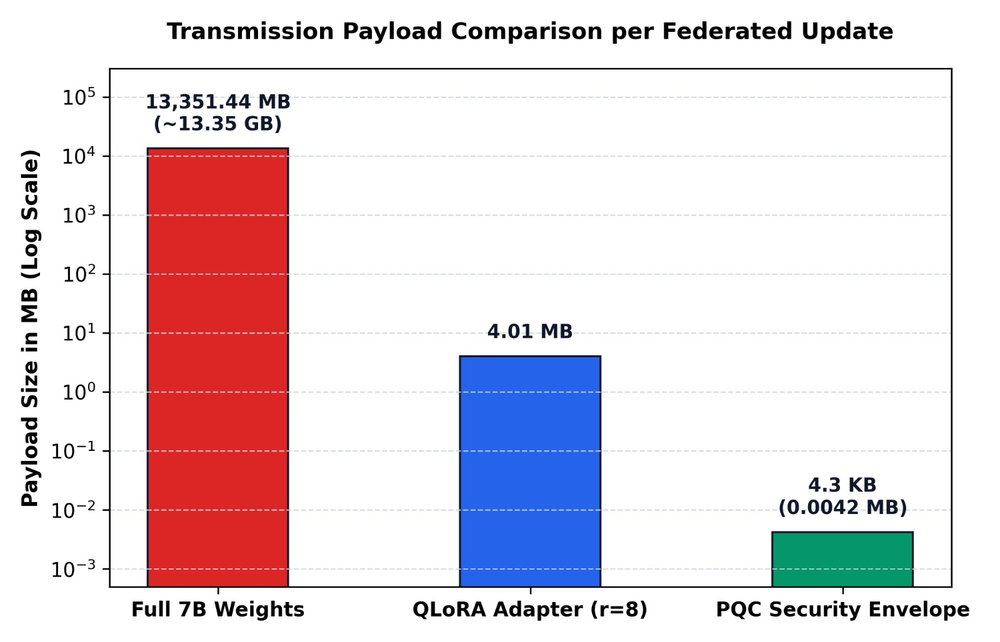 Transmission Payload Comparison per Federated Update
Payload Size in MB (Log Scale)
10⁵
10⁴
10³
10²
10¹
10⁰
10⁻¹
10⁻²
10⁻³
13,351.44 MB
(~13.35 GB)
4.01 MB
4.3 KB
(0.0042 MB)
Full 7B Weights
QLoRA Adapter (r=8)
PQC Security Envelope